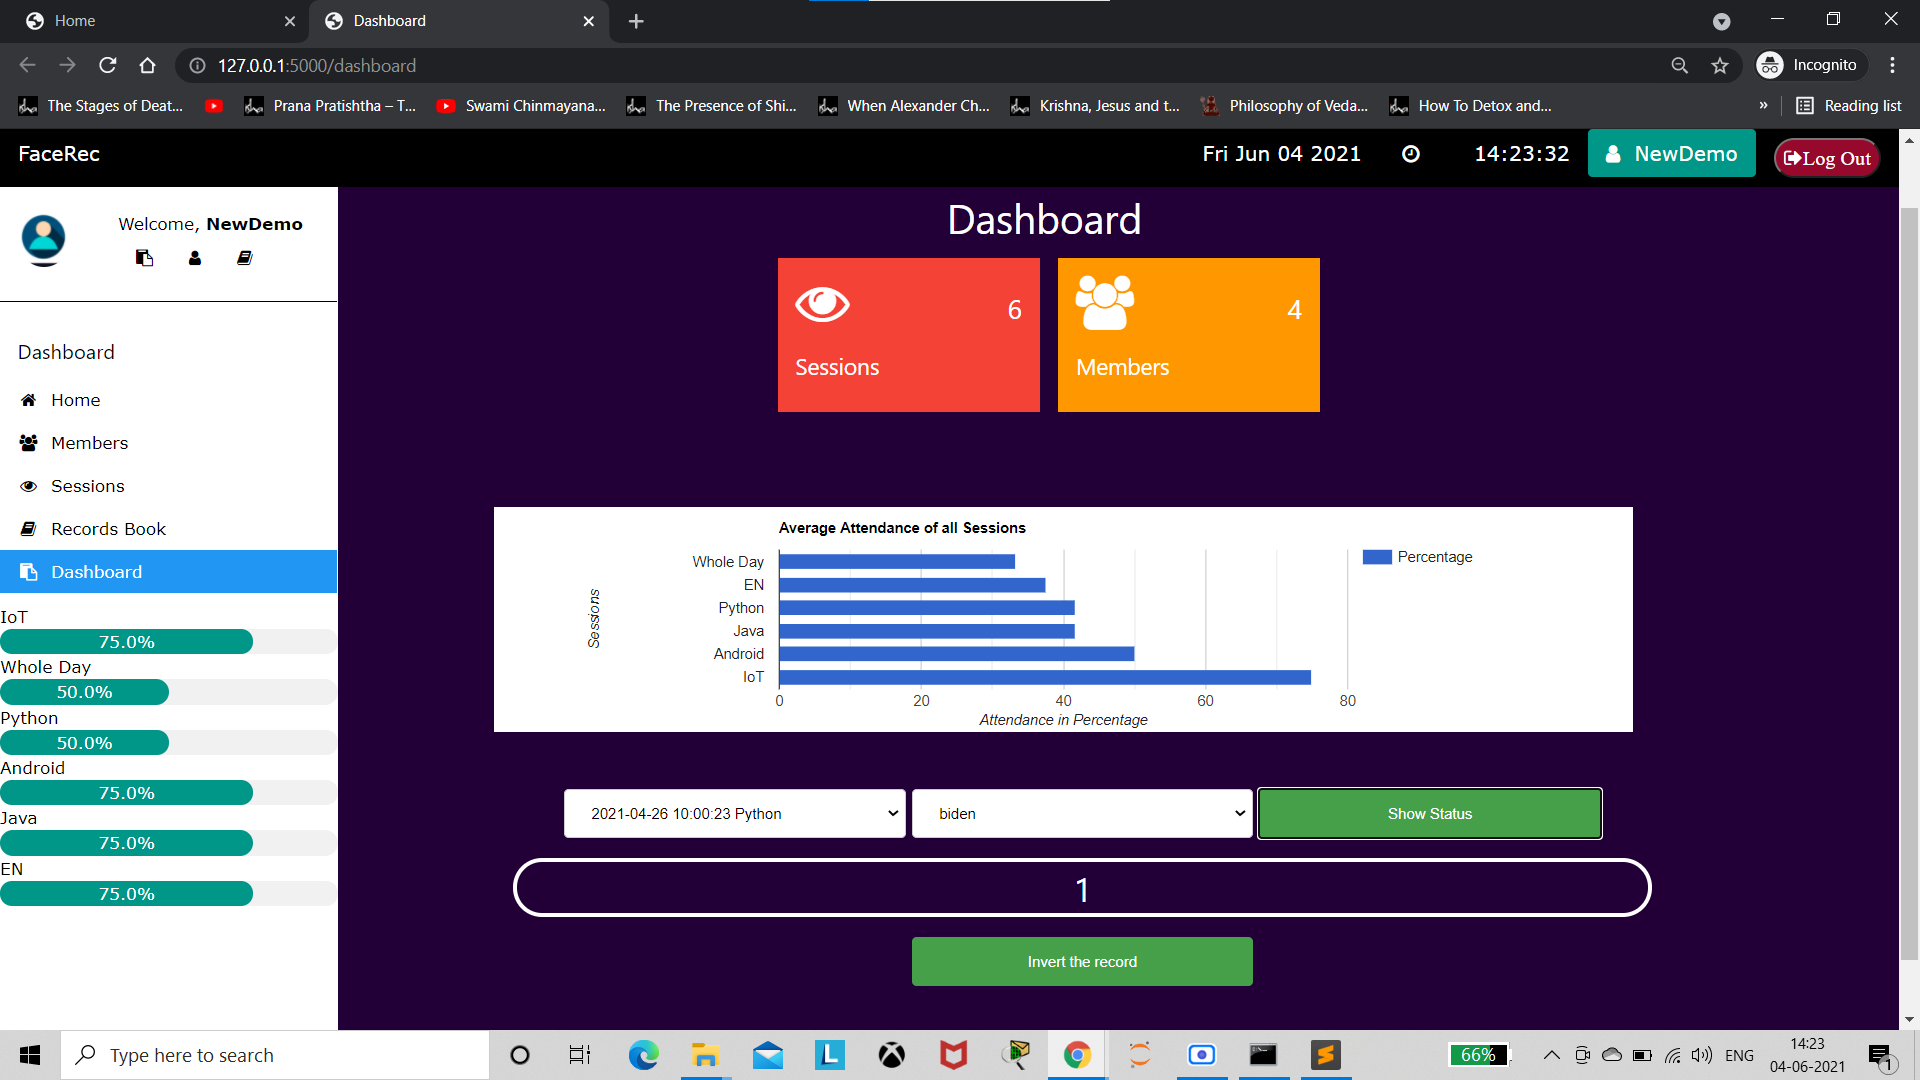 Home
Dashboard
127.0.0.1:5000/dashboard
Incognito
The Stages of Deat...
Prana Pratishtha – T...
Swami Chinmayana...
The Presence of Shi...
When Alexander Ch...
Krishna, Jesus and t...
Philosophy of Veda...
How To Detox and...
»
Reading list
FaceRec
Fri Jun 04 2021
14:23:32
NewDemo
Log Out
Welcome, NewDemo
Dashboard
Home
Members
Sessions
Records Book
Dashboard
IoT
75.0%
Whole Day
50.0%
Python
50.0%
Android
75.0%
Java
75.0%
EN
75.0%
Dashboard
6
Sessions
4
Members
Average Attendance of all Sessions
Sessions
Whole Day
EN
Python
Java
Android
IoT
0 20 40 60 80
Attendance in Percentage
Percentage
2021-04-26 10:00:23 Python
biden
Show Status
1
Invert the record
Type here to search
L
66%
ENG
14:23
04-06-2021
1